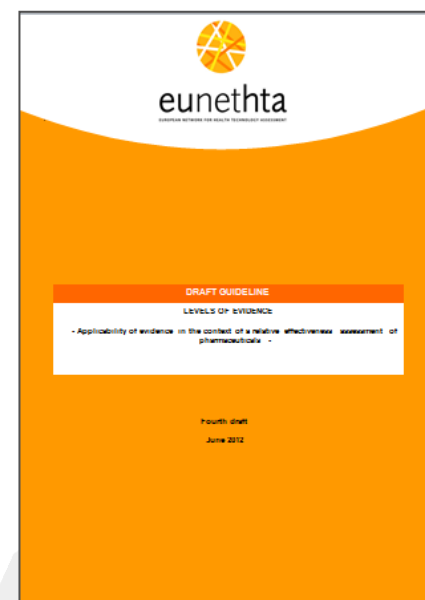 eunethta
EUROPEAN NETWORK FOR HEALTH TECHNOLOGY ASSESSMENT
DRAFT GUIDELINE
LEVELS OF EVIDENCE
- Applicability of evidence in the context of a relative effectiveness assessment of
pharmaceuticals -
Fourth draft
June 2012